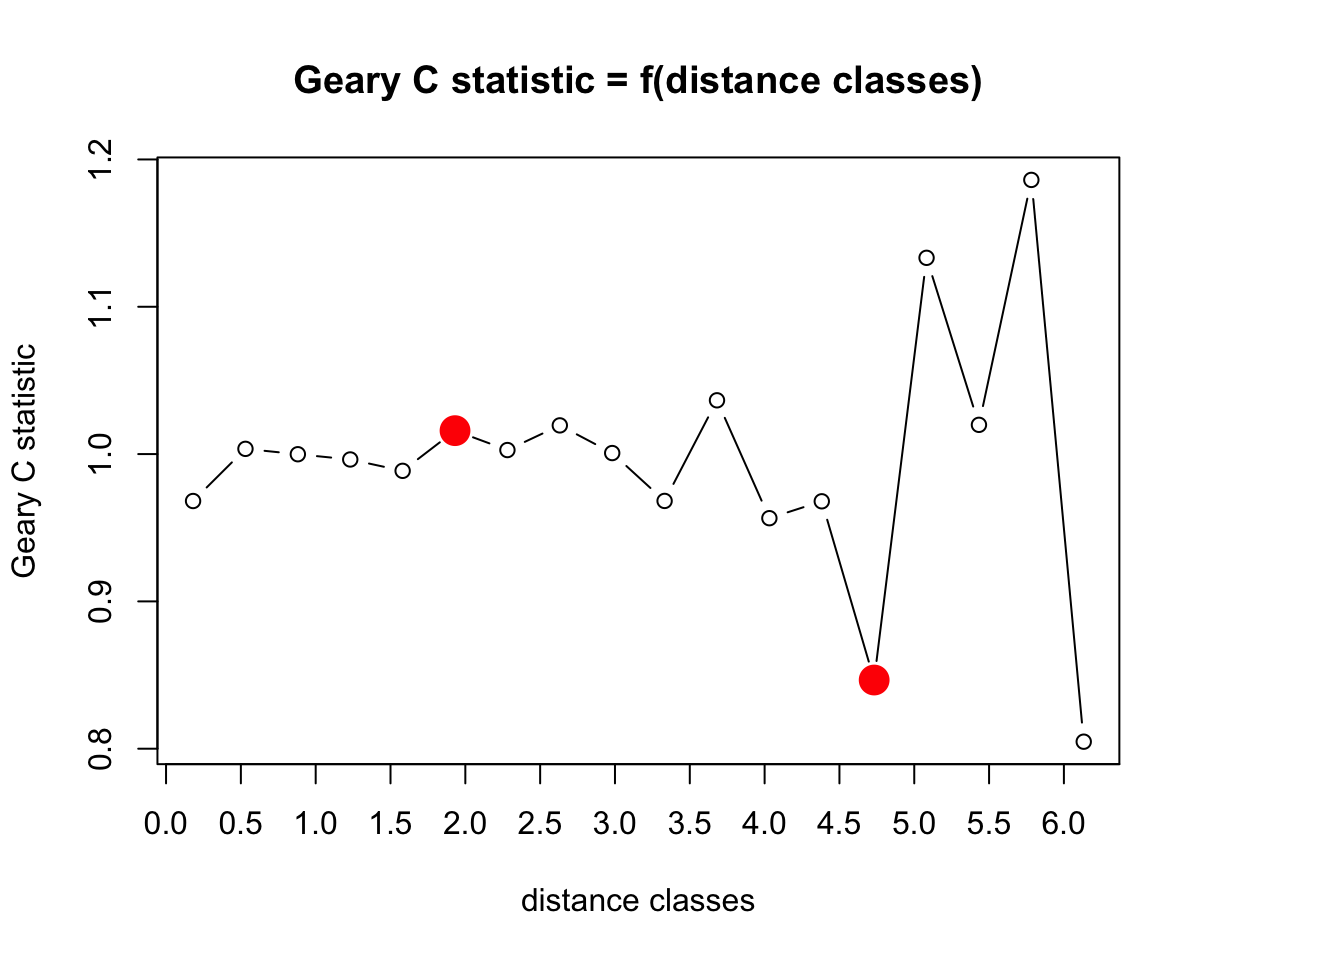 Geary C statistic = f(distance classes)
Geary C statistic
1.2
1.1
1.0
0.9
0.8
0.0 0.5 1.0 1.5 2.0 2.5 3.0 3.5 4.0 4.5 5.0 5.5 6.0
distance classes